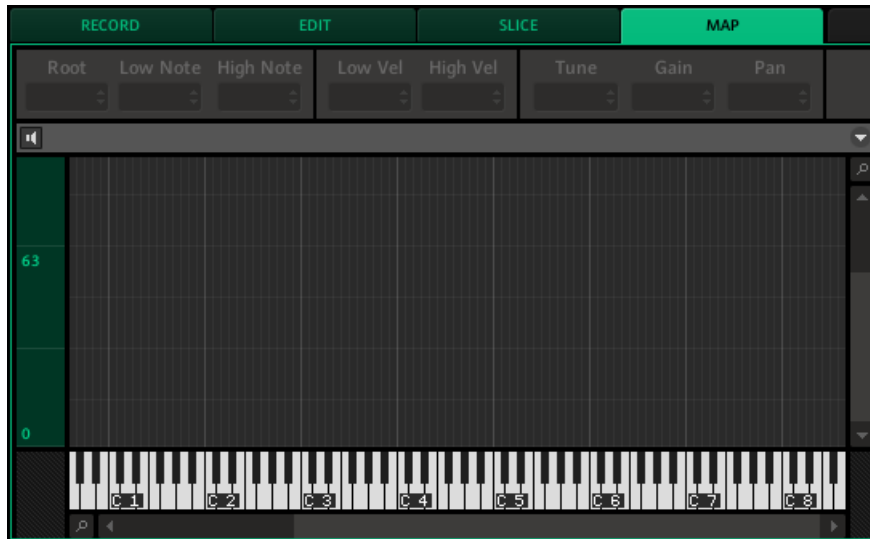 RECORD EDIT SLICE MAP
Root Low Note High Note Low Vel High Vel Tune Gain Pan
63
0
C 1 C 2 C 3 C 4 C 5 C 6 C 7 C 8